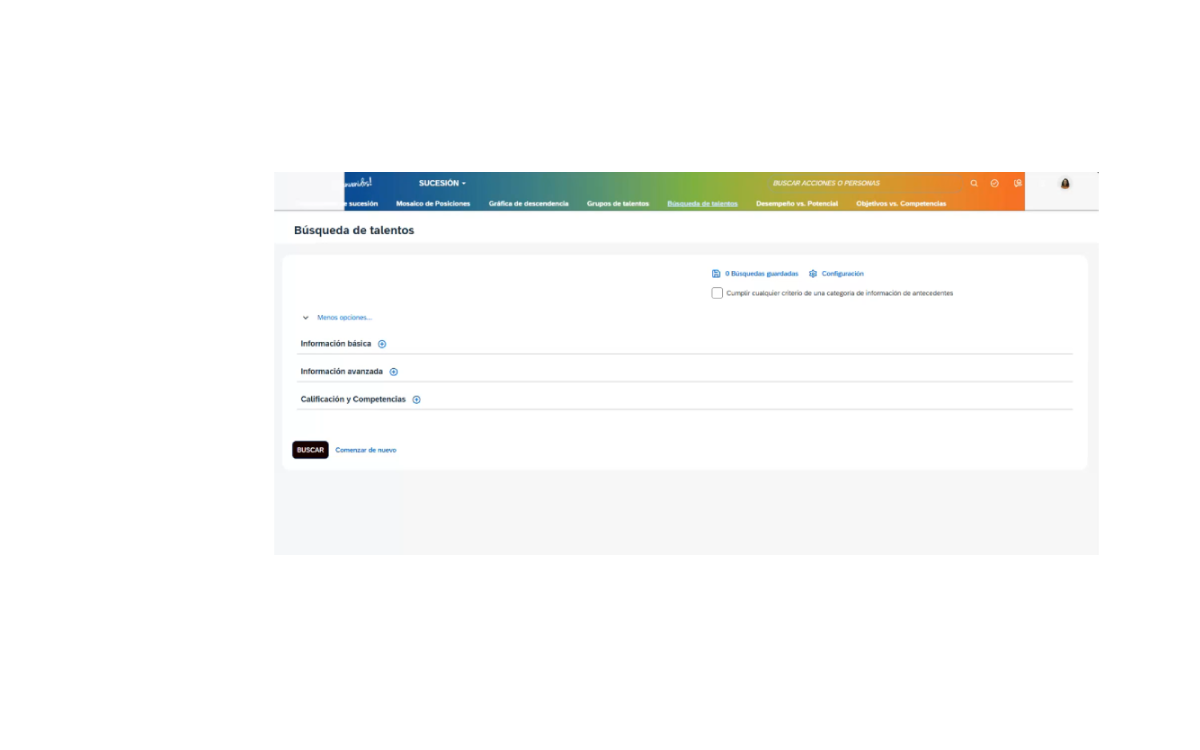 SUCESIÓN
BUSCAR ACCIONES O PERSONAS
sucesión Mosaico de Posiciones Gráfica de descendencia Grupos de talentos Búsqueda de talentos Desempeño vs. Potencial Objetivos vs. Competencias
Búsqueda de talentos
0 Búsquedas guardadas Configuración
Cumplir cualquier criterio de una categoría de información de antecedentes
Menos opciones...
Información básica
Información avanzada
Calificación y Competencias
BUSCAR Comenzar de nuevo